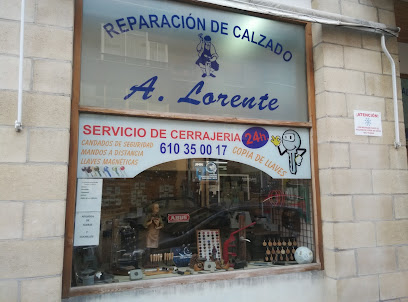 REPARACIÓN DE CALZADO
A. Lorente
SERVICIO DE CERRAJERIA 24H
CANDADOS DE SEGURIDAD
MANDOS A DISTANCIA
LLAVES MAGNÉTICAS
610 35 00 17
COPIA DE LLAVES
¡ATENCIÓN!